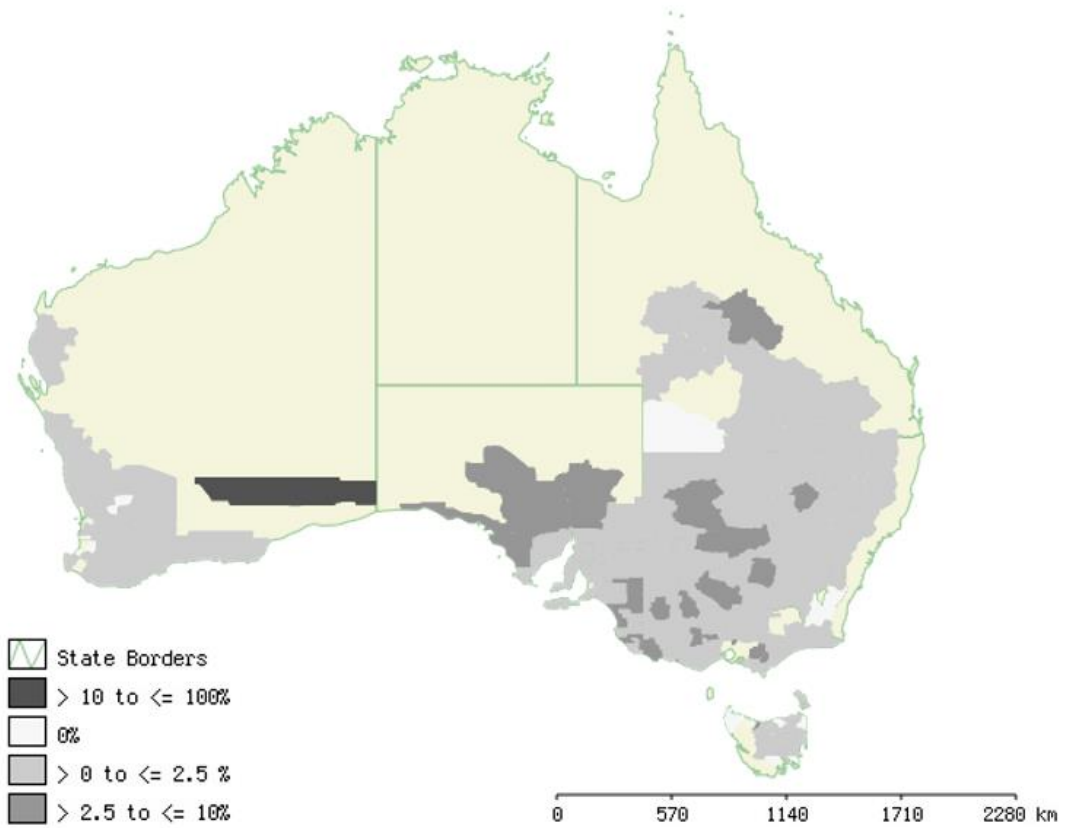 State Borders
> 10 to <= 100%
0%
> 0 to <= 2.5 %
> 2.5 to <= 10%
0 570 1140 1710 2280 km